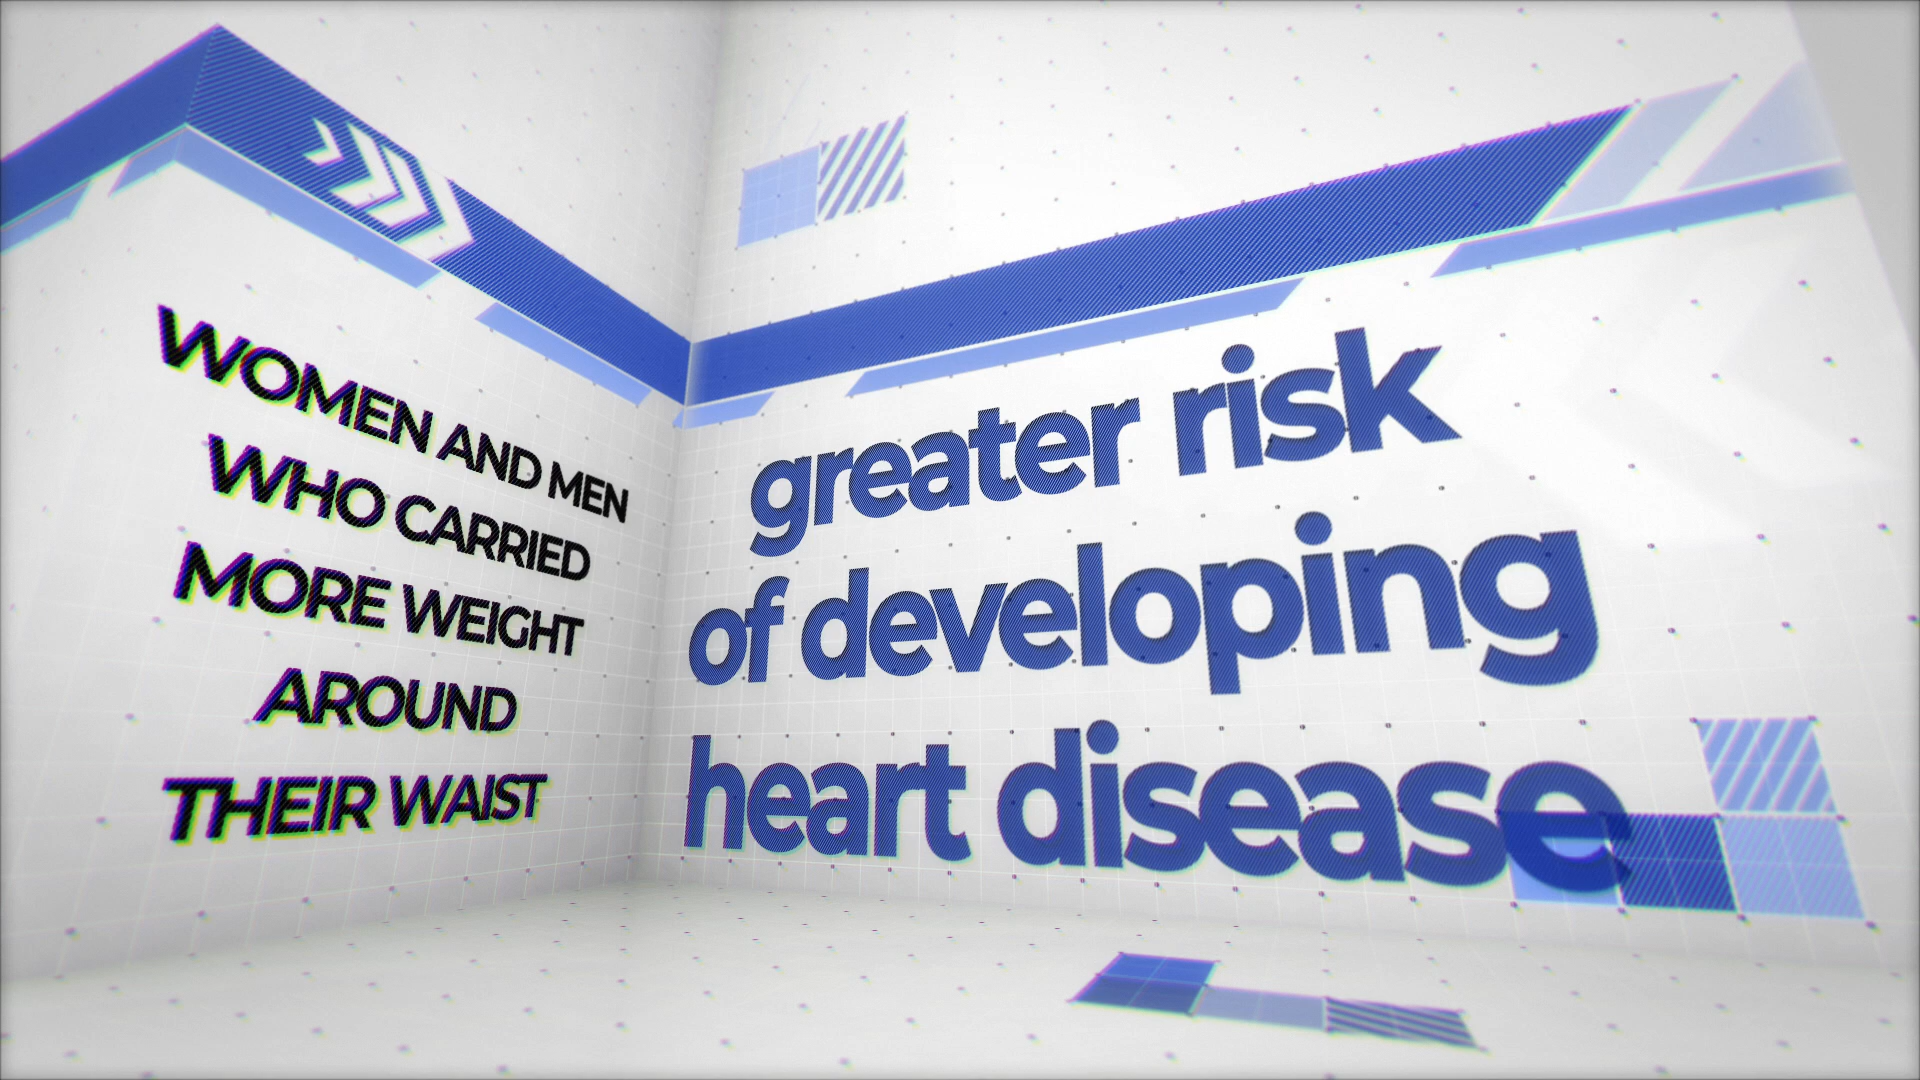 WOMEN AND MEN
WHO CARRIED
MORE WEIGHT
AROUND
THEIR WAIST
greater risk
of developing
heart disease